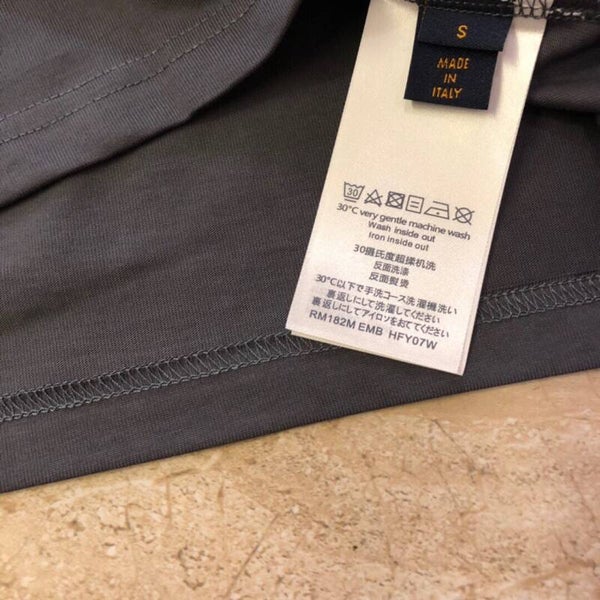 S
MADE
IN
ITALY
30
30°C very gentle machine wash
Wash inside out
Iron inside out
30摄氏度超揉机洗
反面洗涤
反面熨烫
30℃以下で手洗コース洗濯機洗い
裏返しにして洗濯してください
裏返しにしてアイロンをおててください
RM182M EMB HFY07W